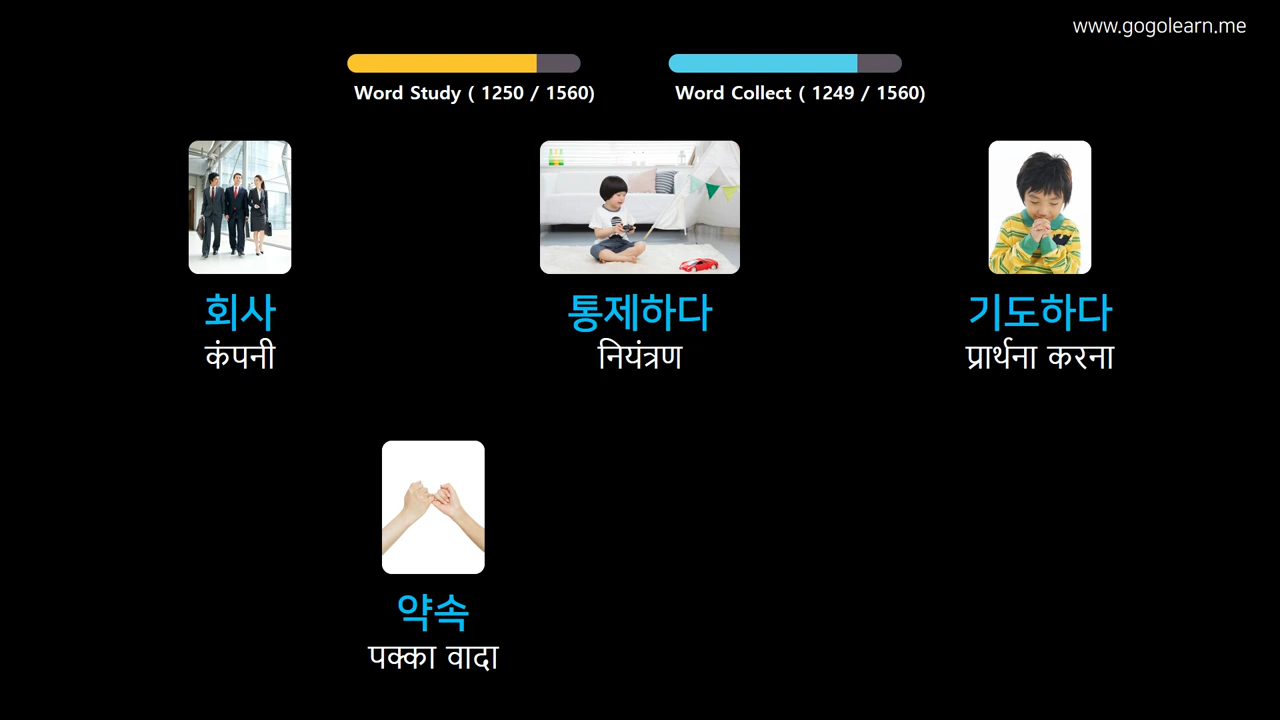 www.gogolearn.me
Word Study ( 1250 / 1560)
Word Collect ( 1249 / 1560)
회사
कंपनी
통제하다
नियंत्रण
기도하다
प्रार्थना करना
약속
पक्का वादा